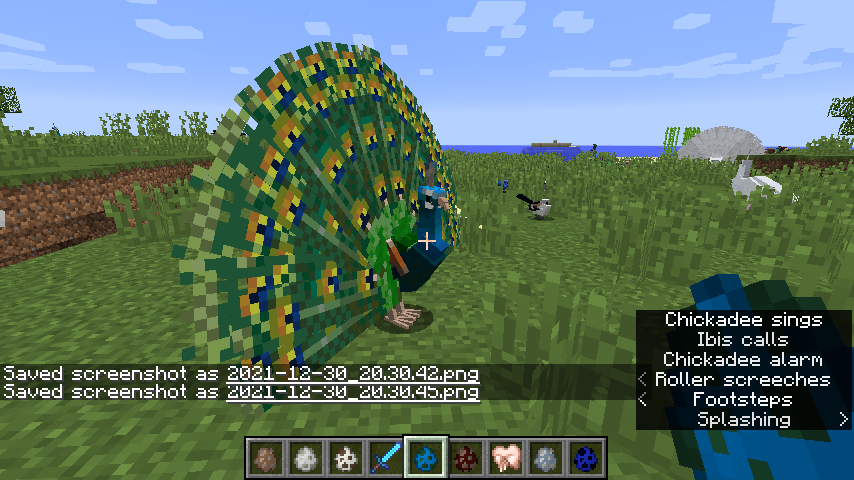 Chickadee sings
Ibis calls
Chickadee alarm
< Roller screeches
< Footsteps
Splashing >
Saved screenshot as 2021-12-30_20.30.42.png
Saved screenshot as 2021-12-30_20.30.45.png